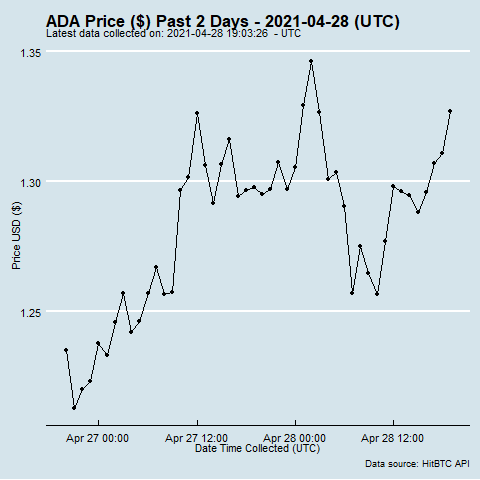 ADA Price ($) Past 2 Days - 2021-04-28 (UTC)
Latest data collected on: 2021-04-28 19:03:26 - UTC
1.35
1.30
1.25
Price USD ($)
Apr 27 00:00 Apr 27 12:00 Apr 28 00:00 Apr 28 12:00
Date Time Collected (UTC)
Data source: HitBTC API